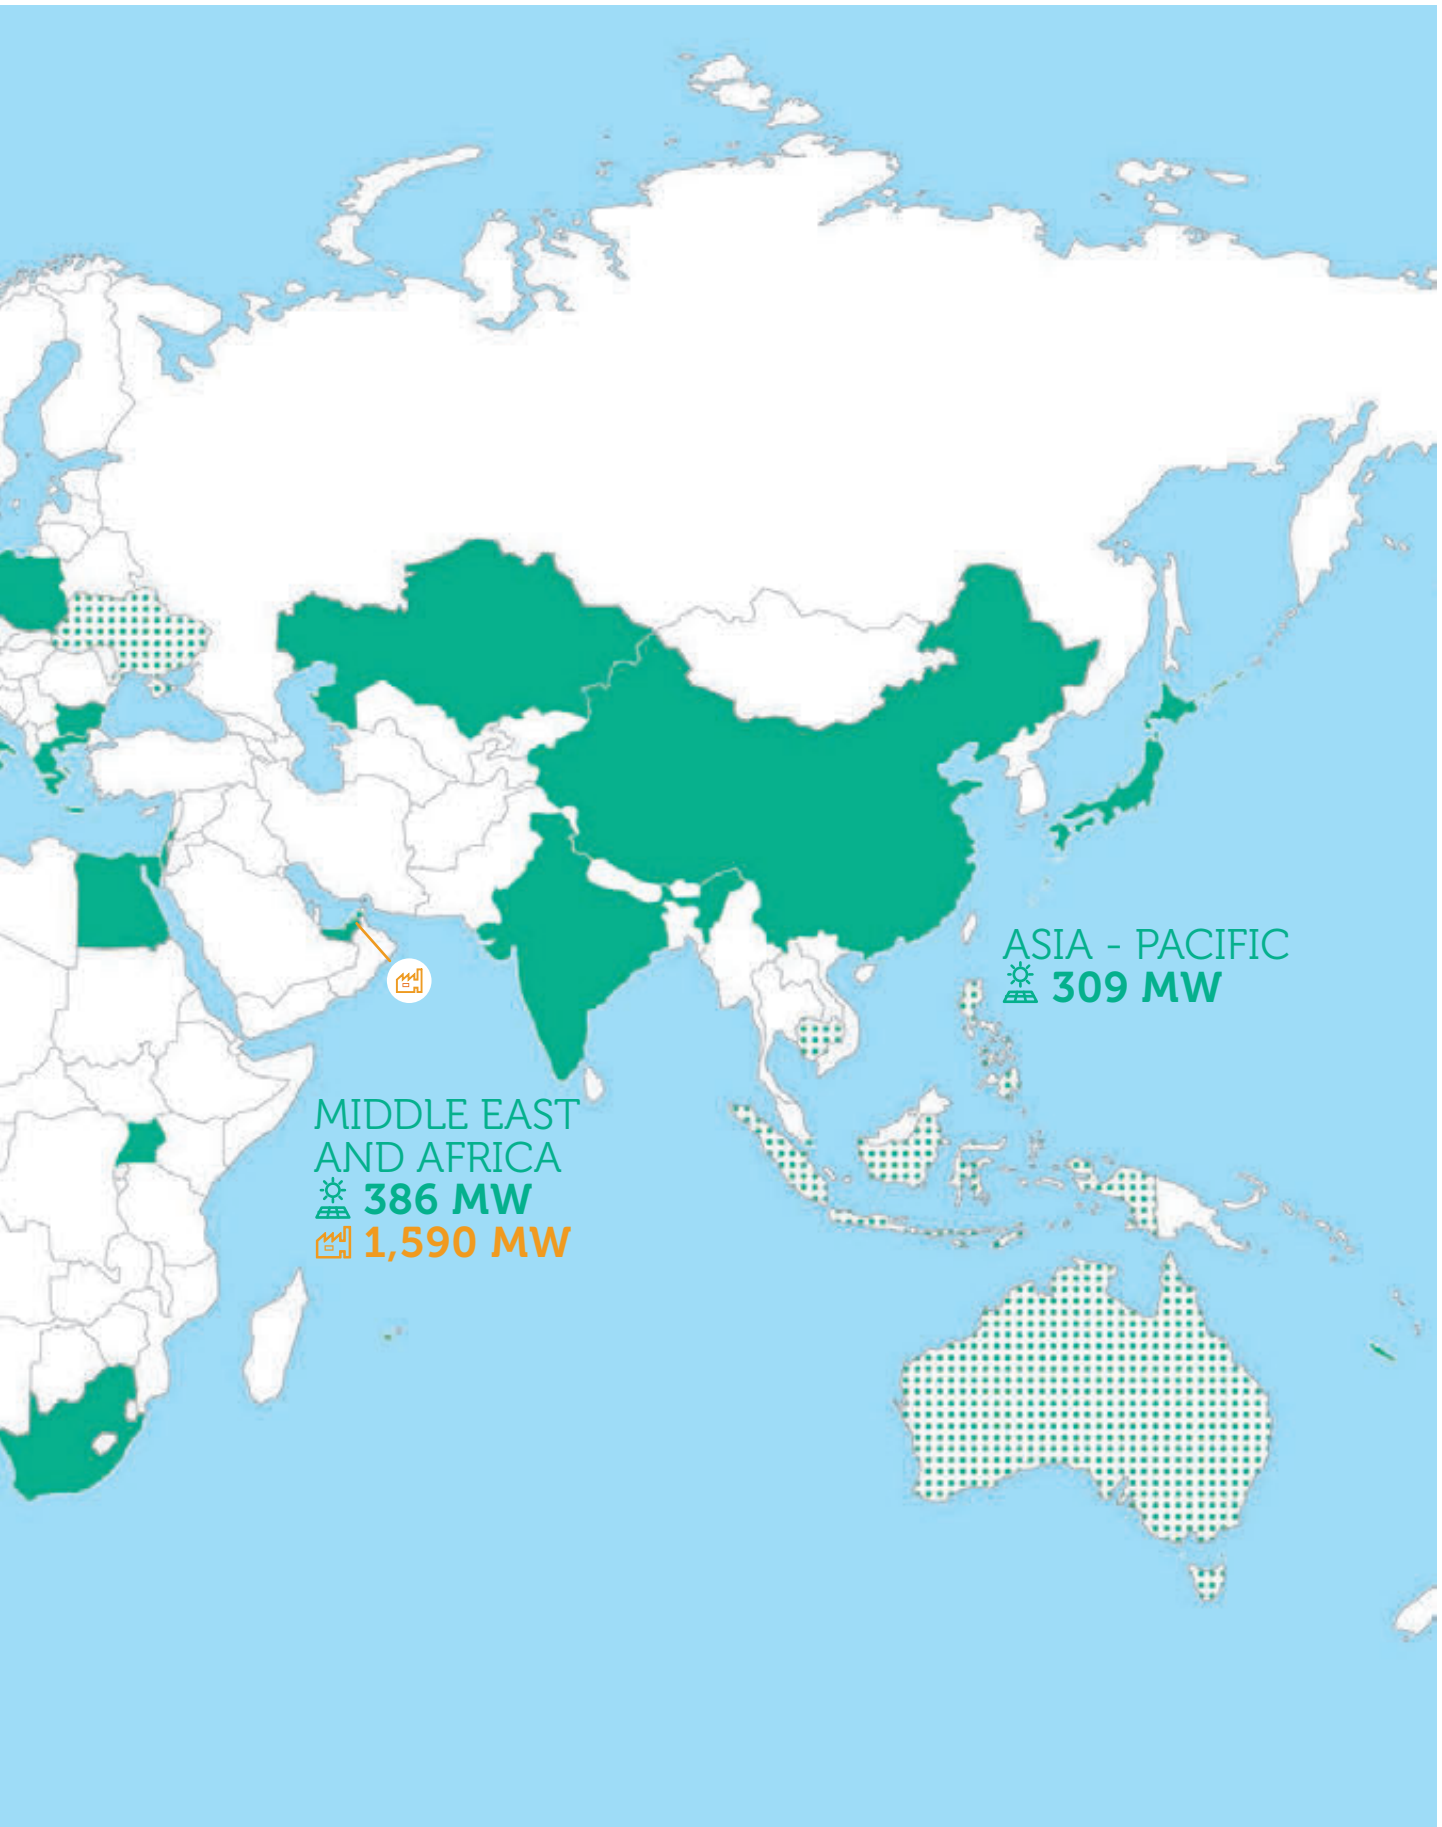 ASIA - PACIFIC
309 MW
MIDDLE EAST
AND AFRICA
386 MW
1,590 MW